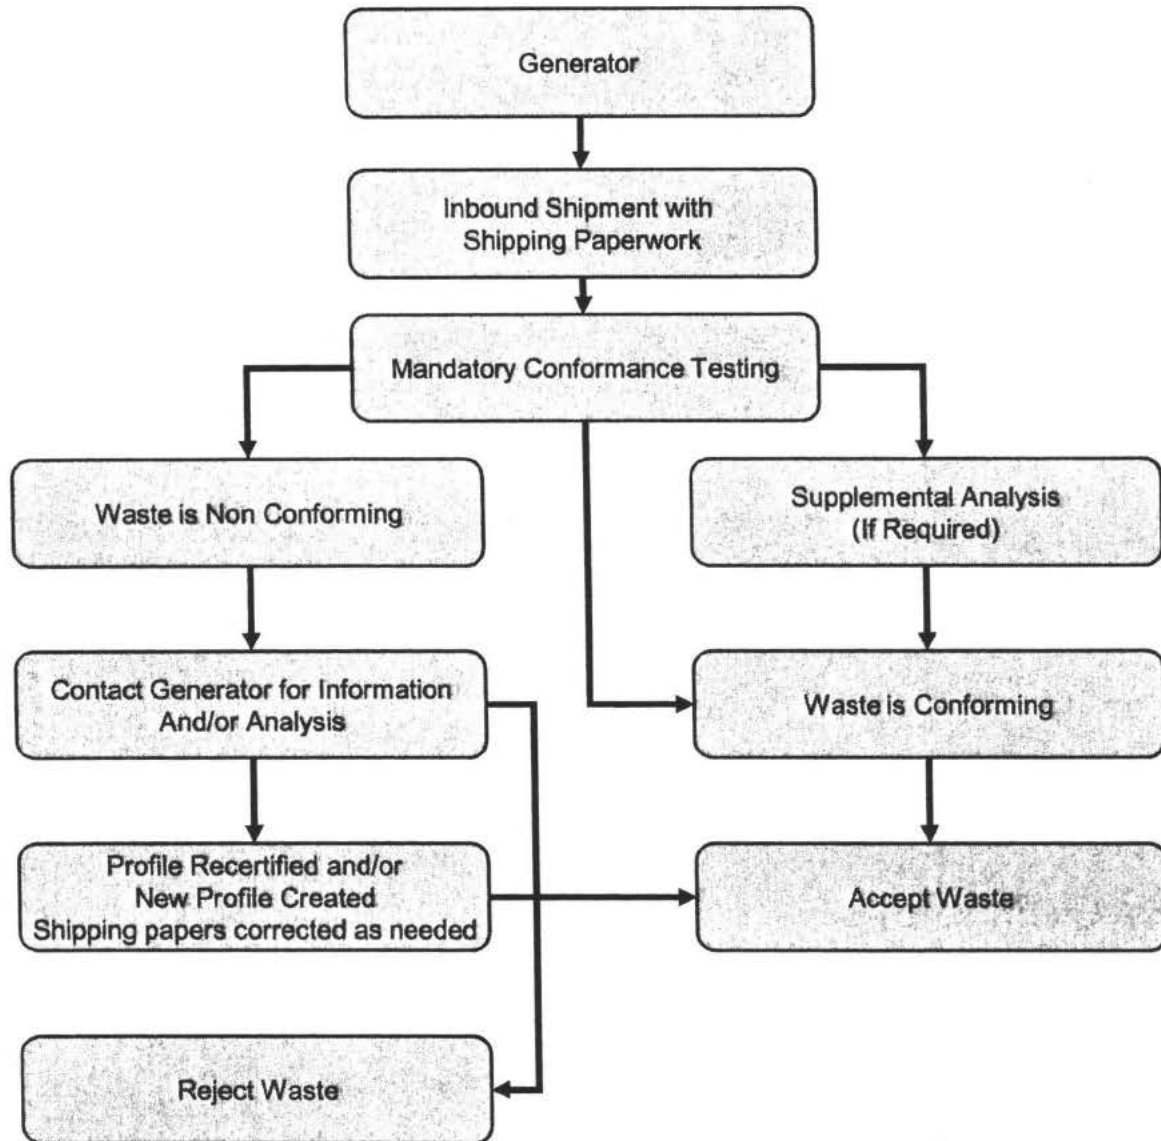 Generator
Inbound Shipment with
Shipping Paperwork
Mandatory Conformance Testing
Waste is Non Conforming
Supplemental Analysis
(If Required)
Contact Generator for Information
And/or Analysis
Waste is Conforming
Profile Recertified and/or
New Profile Created
Shipping papers corrected as needed
Accept Waste
Reject Waste